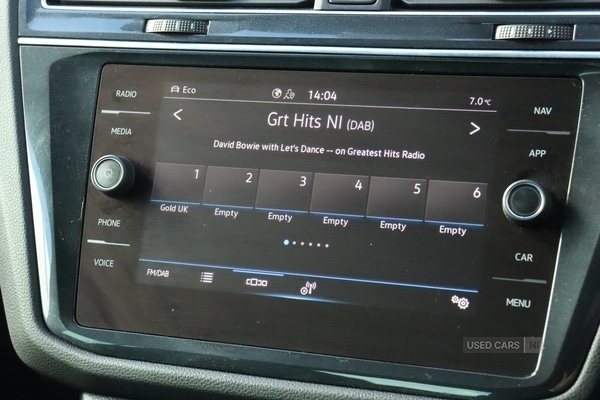 RADIO
MEDIA
PHONE
VOICE
Eco
14:04
7.0°C
< Grt Hits NI (DAB) >
David Bowie with Let's Dance -- on Greatest Hits Radio
1 2 3 4 5 6
Gold UK Empty Empty Empty Empty Empty
FM/DAB
NAV
APP
CAR
MENU
USED CARS NI